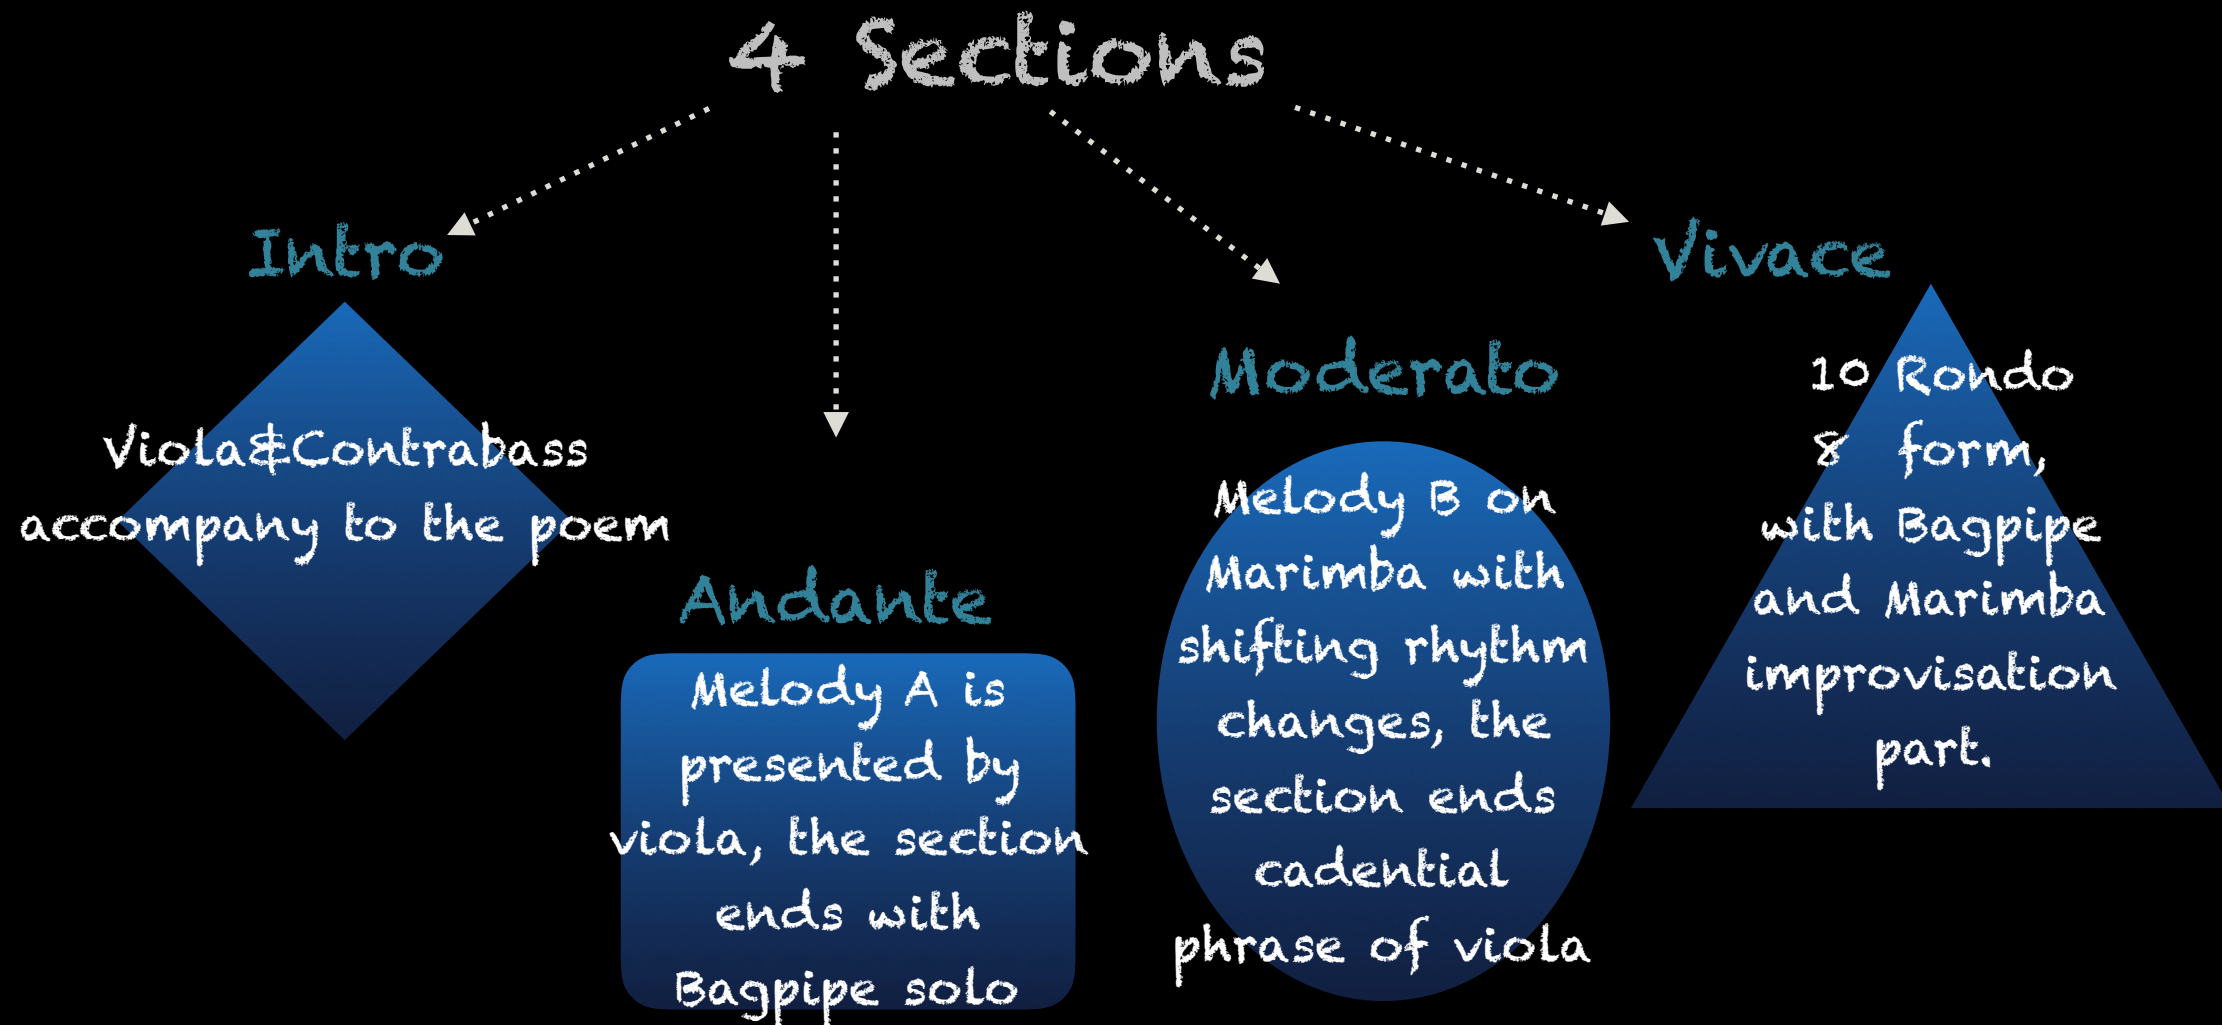 4 Sections
Intro
Viola&Contrabass
accompany to the poem
Andante
Melody A is
presented by
viola, the section
ends with
Bagpipe solo
Moderato
Melody B on
Marimba with
shifting rhythm
changes, the
section ends
cadential
phrase of viola
Vivace
10 Rondo
8 form,
with Bagpipe
and Marimba
improvisation
part.